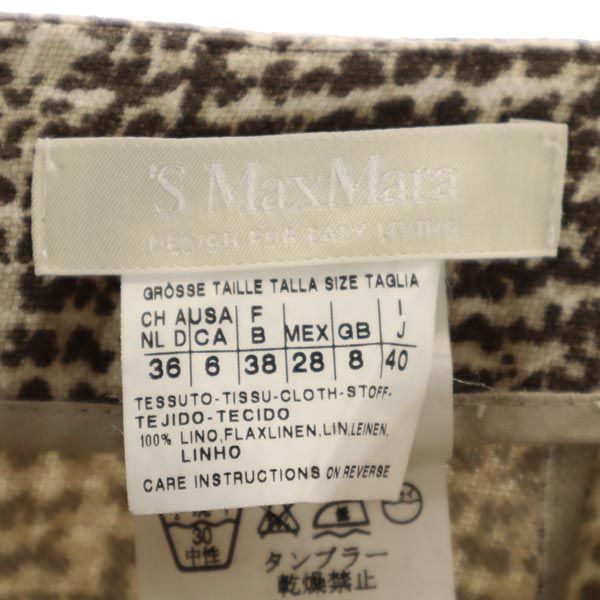 'S MaxMara
DESIGN FOR EASY LIVING
GRÖSSE TAILLE TALLA SIZE TAGLIA
CH A USA F I
NL D CA B MEX GB J
36 6 38 28 8 40
TESSUTO-TISSU-CLOTH-STOFF-
TEJIDO-TECIDO
100% LINO,FLAXLINEN,LIN,LEINEN,
LINHO
CARE INSTRUCTIONS ON REVERSE
30
中性
タンブラー
乾燥禁止